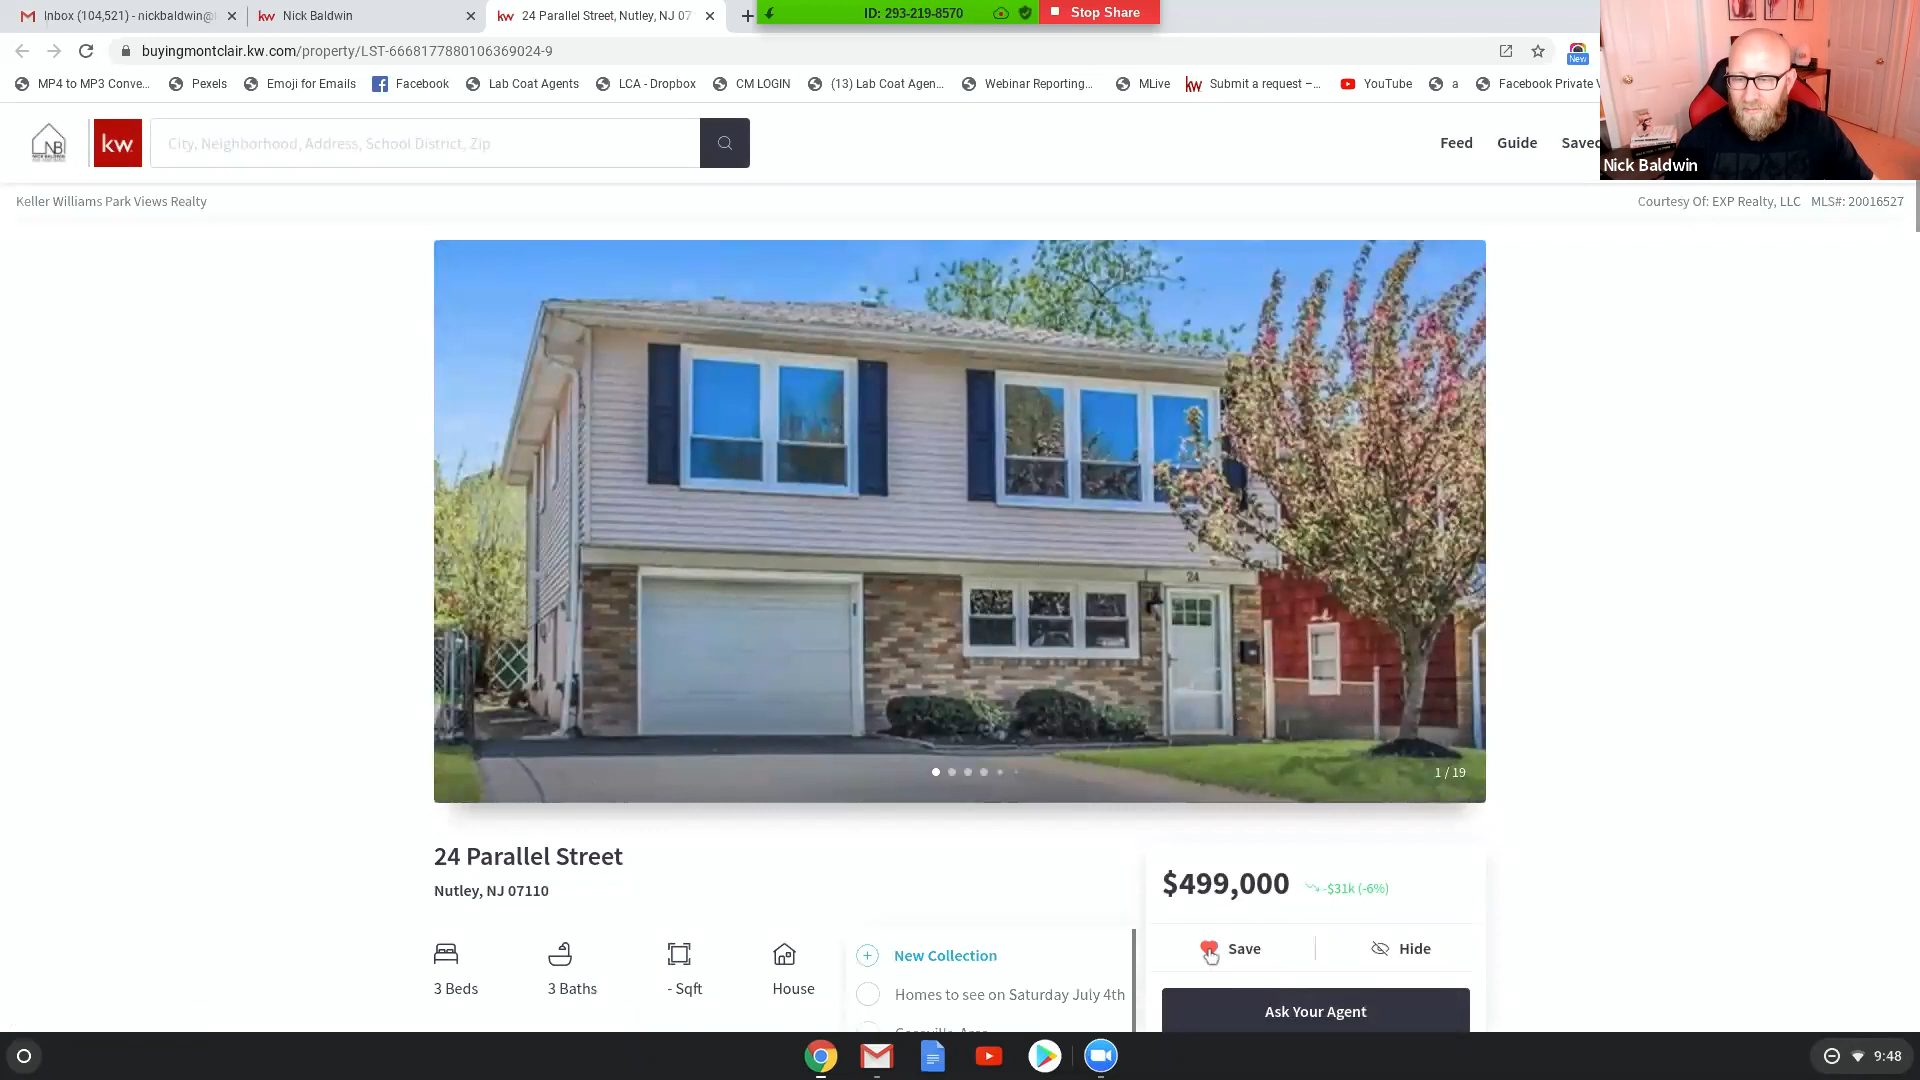 Inbox (104,521) - nickbaldwin@
Nick Baldwin
24 Parallel Street, Nutley, NJ 07
ID: 293-219-8570
Stop Share
buyingmontclair.kw.com/property/LST-6668177880106369024-9
New
MP4 to MP3 Conve...
Pexels
Emoji for Emails
Facebook
Lab Coat Agents
LCA - Dropbox
CM LOGIN
(13) Lab Coat Agen...
Webinar Reporting...
MLive
Submit a request –...
YouTube
a
Facebook Private
NB
kw
City, Neighborhood, Address, School District, Zip
Feed
Guide
Saved
Nick Baldwin
Keller Williams Park Views Realty
Courtesy Of: EXP Realty, LLC MLS#: 20016527
24
1 / 19
24 Parallel Street
Nutley, NJ 07110
$499,000
-$31k (-6%)
Save
Hide
3 Beds
3 Baths
- Sqft
House
New Collection
Homes to see on Saturday July 4th
Ask Your Agent
9:48